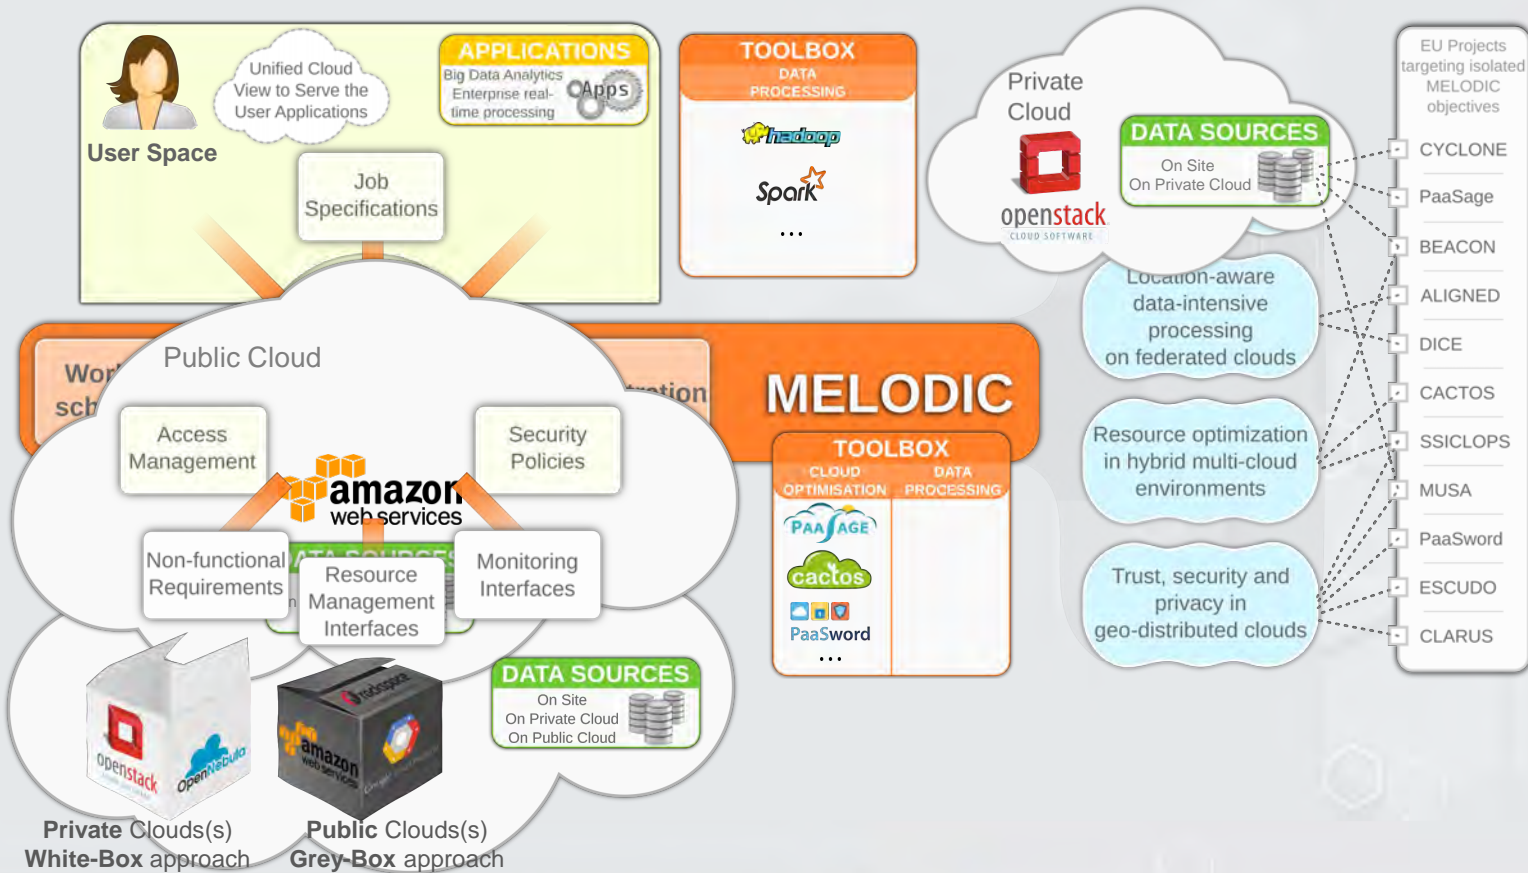 Unified Cloud
View to Serve the
User Applications
User Space
APPLICATIONS
Big Data Analytics
Enterprise real-
time processing
Apps
Job
Specifications
TOOLBOX
DATA
PROCESSING
hadoop
Spark
...
Private
Cloud
openstack
CLOUD SOFTWARE
DATA SOURCES
On Site
On Private Cloud
EU Projects
targeting isolated
MELODIC
objectives
CYCLONE
PaaSage
BEACON
ALIGNED
DICE
CACTOS
SSICLOPS
MUSA
PaaSword
ESCUDO
CLARUS
Location-aware
data-intensive
processing
on federated clouds
Resource optimization
in hybrid multi-cloud
environments
Trust, security and
privacy in
geo-distributed clouds
Public Cloud
MELODIC
Access
Management
Security
Policies
amazon
web services
Non-functional
Requirements
DATA SOURCES
Resource
Management
Interfaces
Monitoring
Interfaces
TOOLBOX
CLOUD
OPTIMISATION
DATA
PROCESSING
PAASAGE
cactos
PaaSword
...
DATA SOURCES
On Site
On Private Cloud
On Public Cloud
openstack
OpenNebula
rackspace
amazon
web services
Private Clouds(s)
White-Box approach
Public Clouds(s)
Grey-Box approach